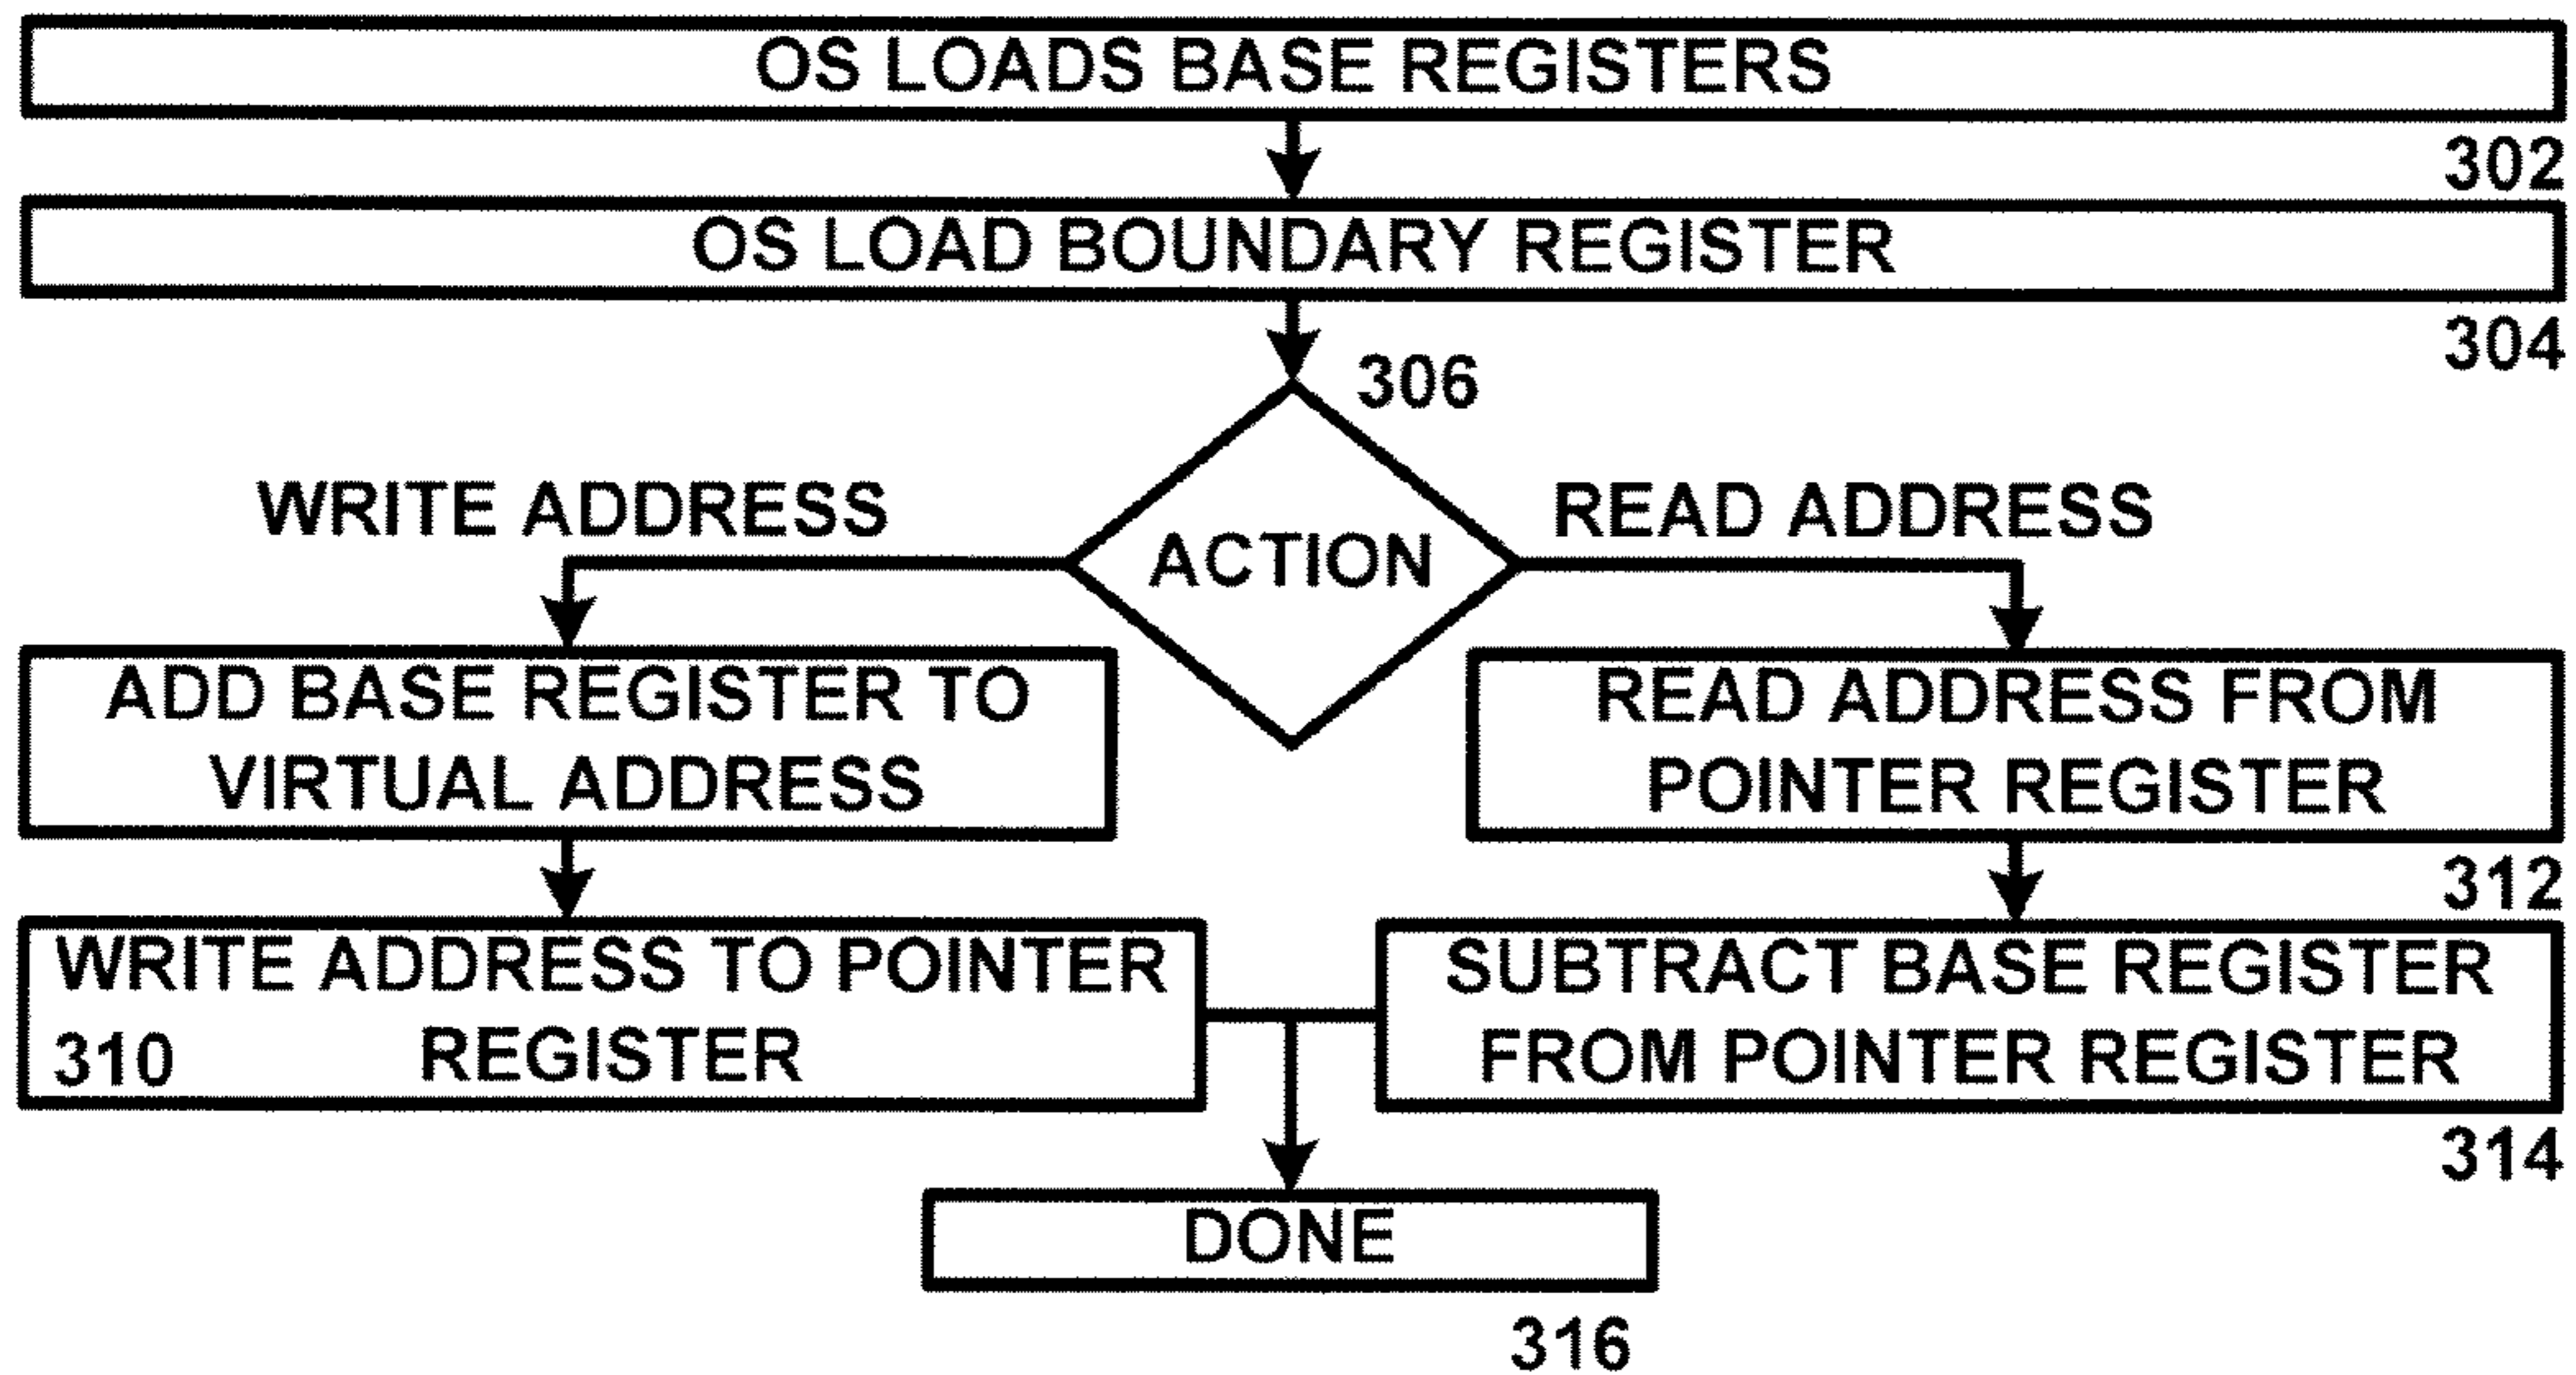 OS LOADS BASE REGISTERS
302
OS LOAD BOUNDARY REGISTER
304
306
WRITE ADDRESS
ACTION
READ ADDRESS
ADD BASE REGISTER TO
VIRTUAL ADDRESS
READ ADDRESS FROM
POINTER REGISTER
312
WRITE ADDRESS TO POINTER
310 REGISTER
SUBTRACT BASE REGISTER
FROM POINTER REGISTER
314
DONE
316